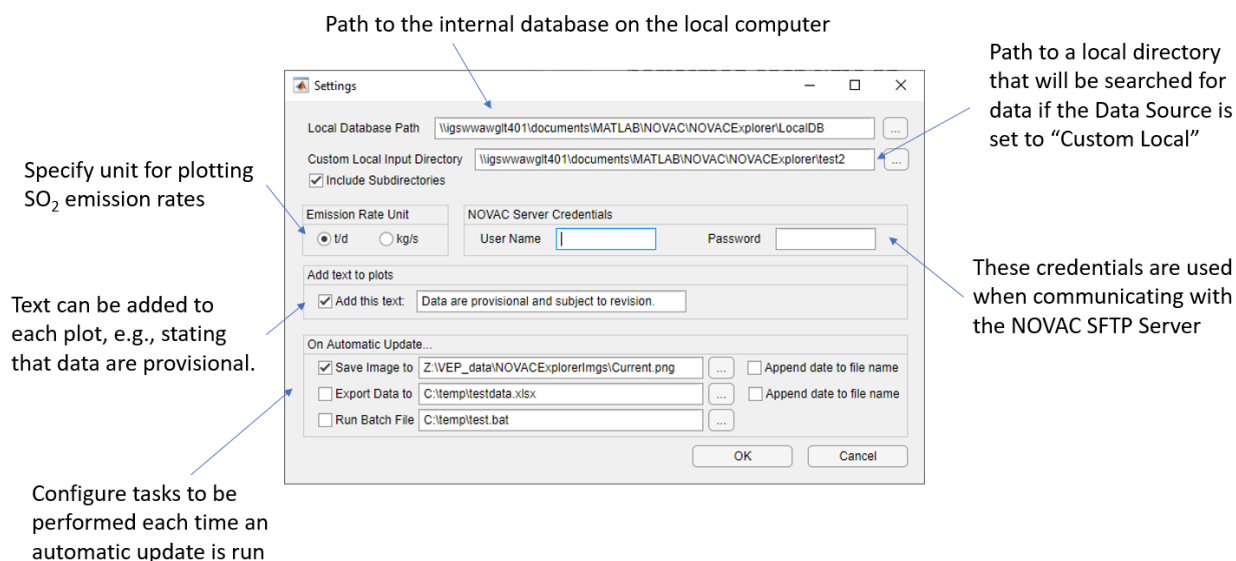 Path to the internal database on the local computer
Path to a local directory
that will be searched for
data if the Data Source is
set to “Custom Local”
Settings
Local Database Path \\igswwawglt401\documents\MATLAB\NOVAC\NOVACExplorer\LocalDB ...
Custom Local Input Directory \\igswwawglt401\documents\MATLAB\NOVAC\NOVACExplorer\test2 ...
Include Subdirectories
Specify unit for plotting
SO2 emission rates
Emission Rate Unit
t/d kg/s
NOVAC Server Credentials
User Name Password
These credentials are used
when communicating with
the NOVAC SFTP Server
Add text to plots
Add this text: Data are provisional and subject to revision.
Text can be added to
each plot, e.g., stating
that data are provisional.
On Automatic Update...
Save Image to Z:\VEP_data\NOVACExplorerImgs\Current.png ... Append date to file name
Export Data to C:\temp\testdata.xlsx ... Append date to file name
Run Batch File C:\temp\test.bat ...
OK Cancel
Configure tasks to be
performed each time an
automatic update is run